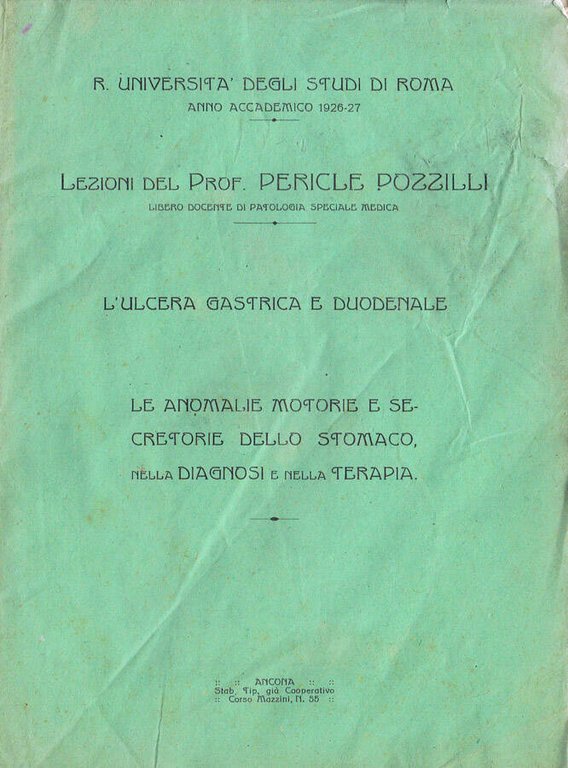 R. UNIVERSITA' DEGLI STUDI DI ROMA
ANNO ACCADEMICO 1926-27
LEZIONI DEL PROF. PERICLE POZZILLI
LIBERO DOCENTE DI PATOLOGIA SPECIALE MEDICA
L'ULCERA GASTRICA E DUODENALE
LE ANOMALIE MOTORIE E SE-
CRETORIE DELLO STOMACO,
NELLA DIAGNOSI E NELLA TERAPIA.
:: :: ANCONA :: ::
Stab. Tip. già Cooperativo
:: Corso Mazzini, N. 55 ::